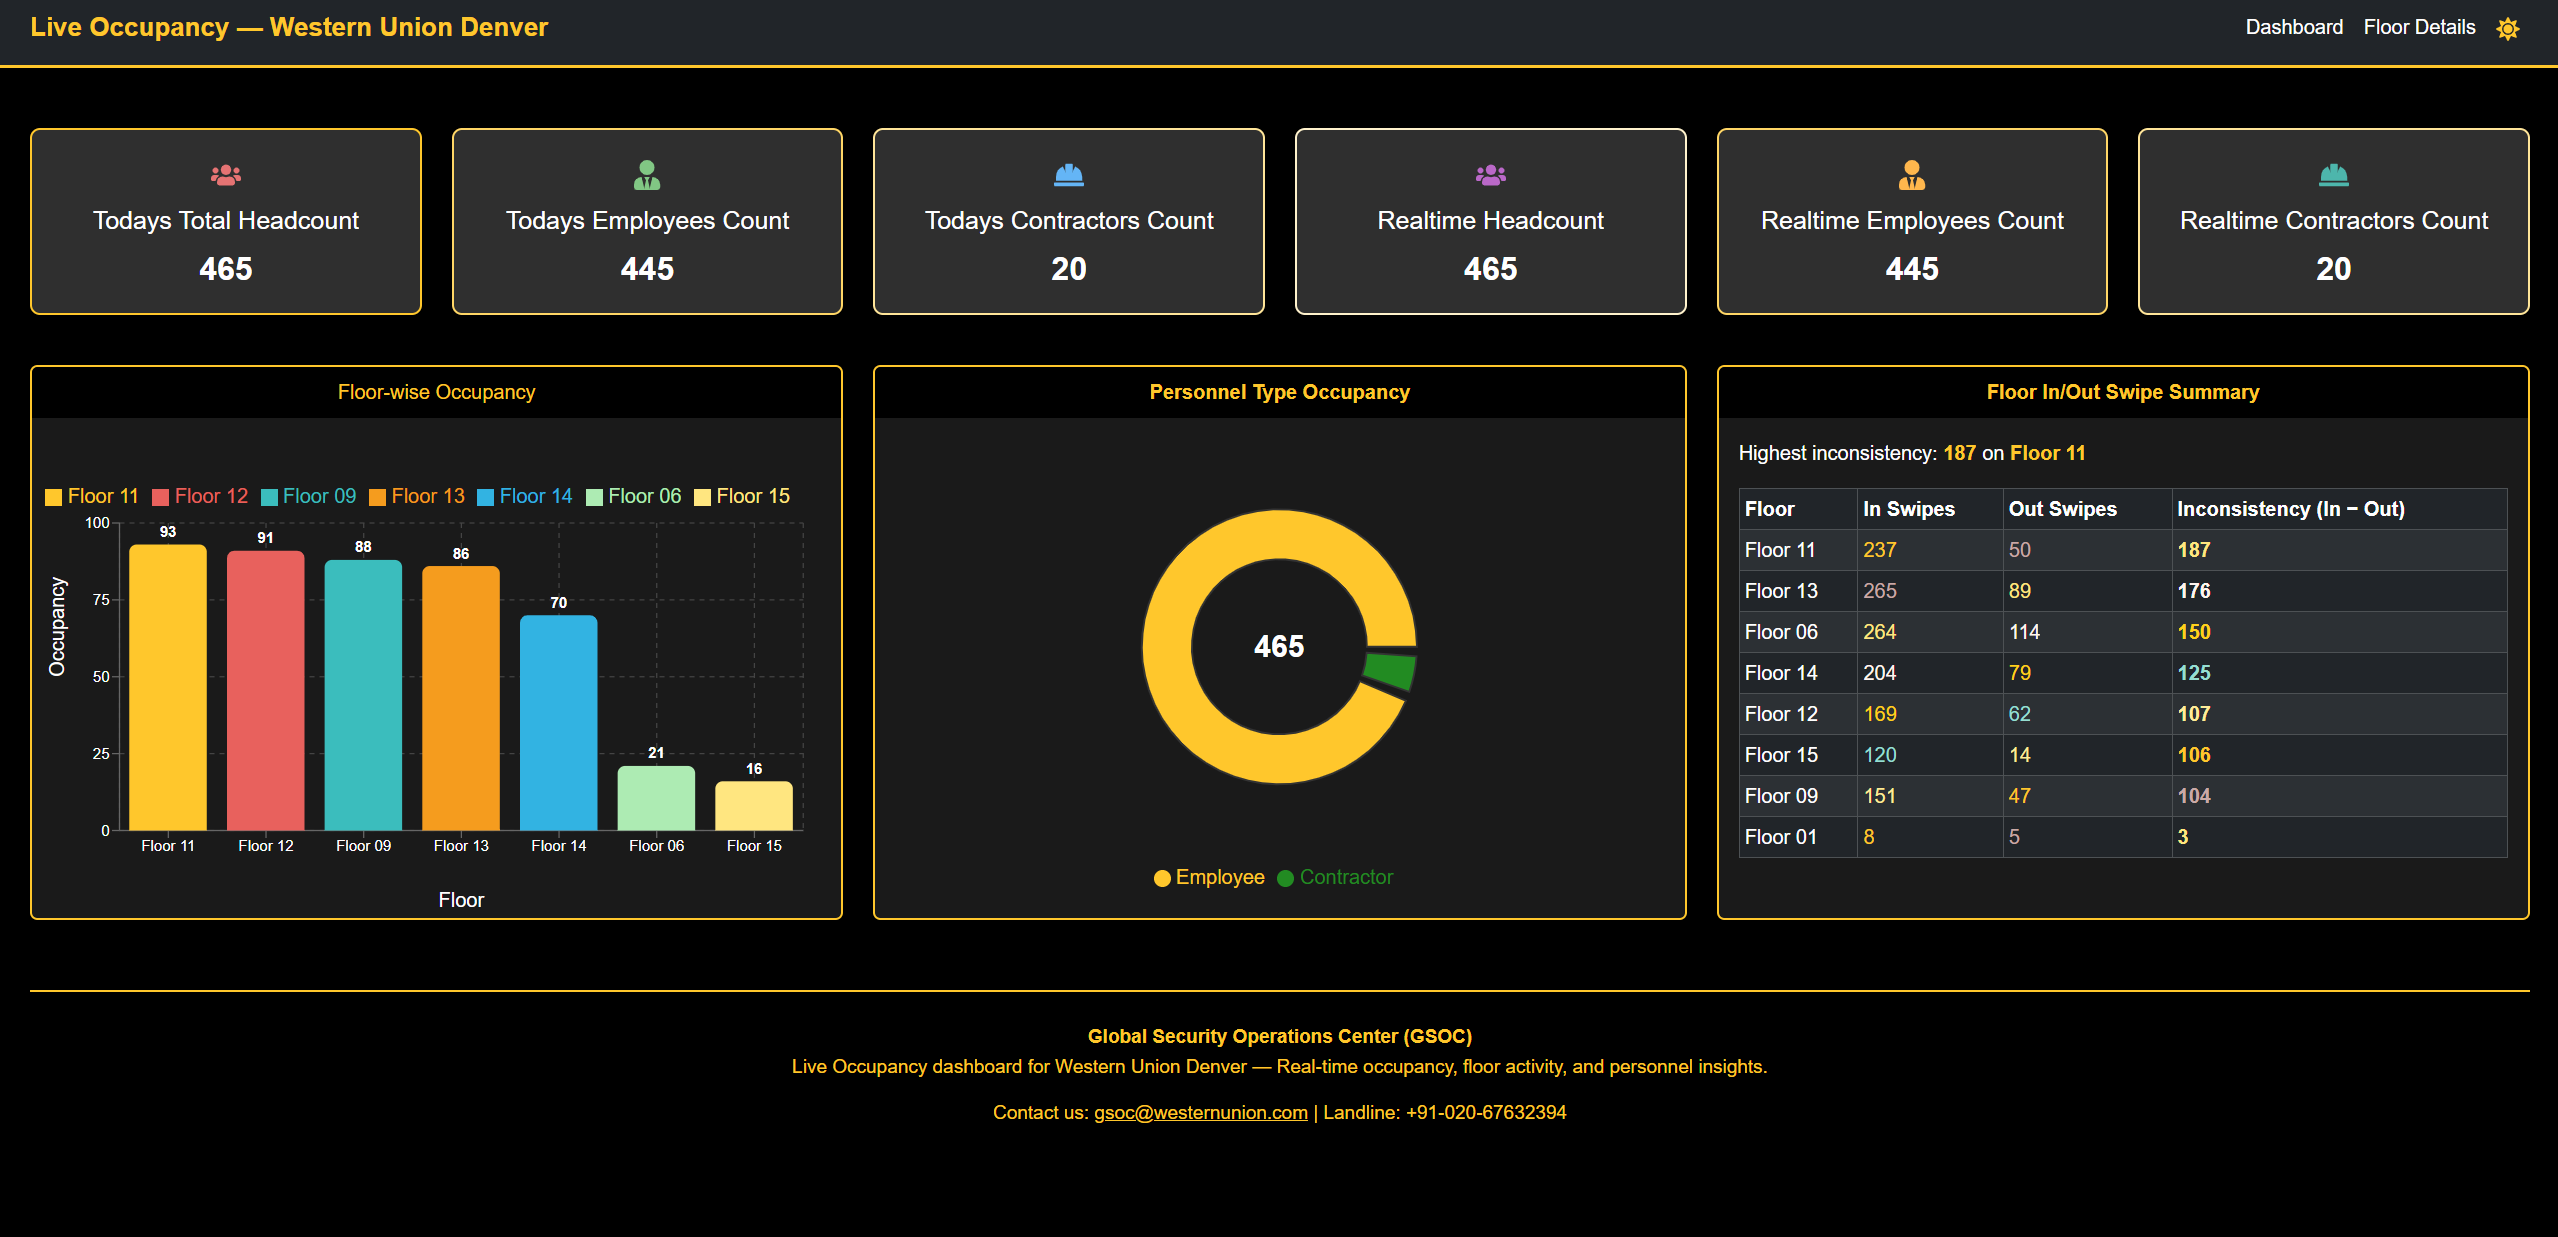 Live Occupancy — Western Union Denver
Dashboard Floor Details
Todays Total Headcount
465
Todays Employees Count
445
Todays Contractors Count
20
Realtime Headcount
465
Realtime Employees Count
445
Realtime Contractors Count
20
Floor-wise Occupancy
Floor 11 Floor 12 Floor 09 Floor 13 Floor 14 Floor 06 Floor 15
100
75
50
25
0
Occupancy
93
91
88
86
70
21
16
Floor 11 Floor 12 Floor 09 Floor 13 Floor 14 Floor 06 Floor 15
Floor
Personnel Type Occupancy
465
Employee Contractor
Floor In/Out Swipe Summary
Highest inconsistency: 187 on Floor 11
Floor In Swipes Out Swipes Inconsistency (In − Out)
Floor 11 237 50 187
Floor 13 265 89 176
Floor 06 264 114 150
Floor 14 204 79 125
Floor 12 169 62 107
Floor 15 120 14 106
Floor 09 151 47 104
Floor 01 8 5 3
Global Security Operations Center (GSOC)
Live Occupancy dashboard for Western Union Denver — Real-time occupancy, floor activity, and personnel insights.
Contact us: gsoc@westernunion.com | Landline: +91-020-67632394